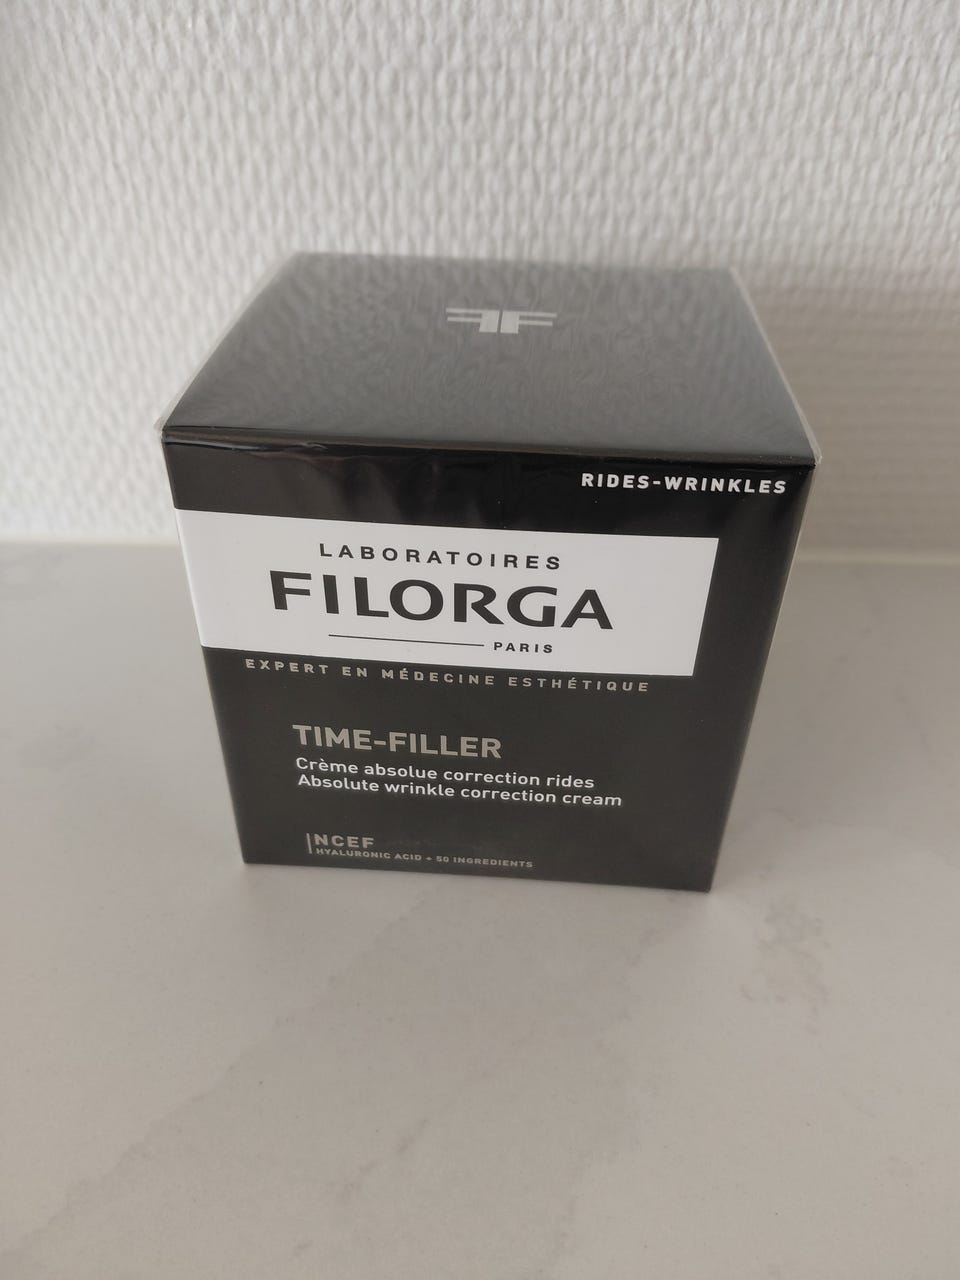 RIDES-WRINKLES
LABORATOIRES
FILORGA
PARIS
EXPERT EN MÉDECINE ESTHÉTIQUE
TIME-FILLER
Crème absolue correction rides
Absolute wrinkle correction cream
NCEF
HYALURONIC ACID + 50 INGREDIENTS